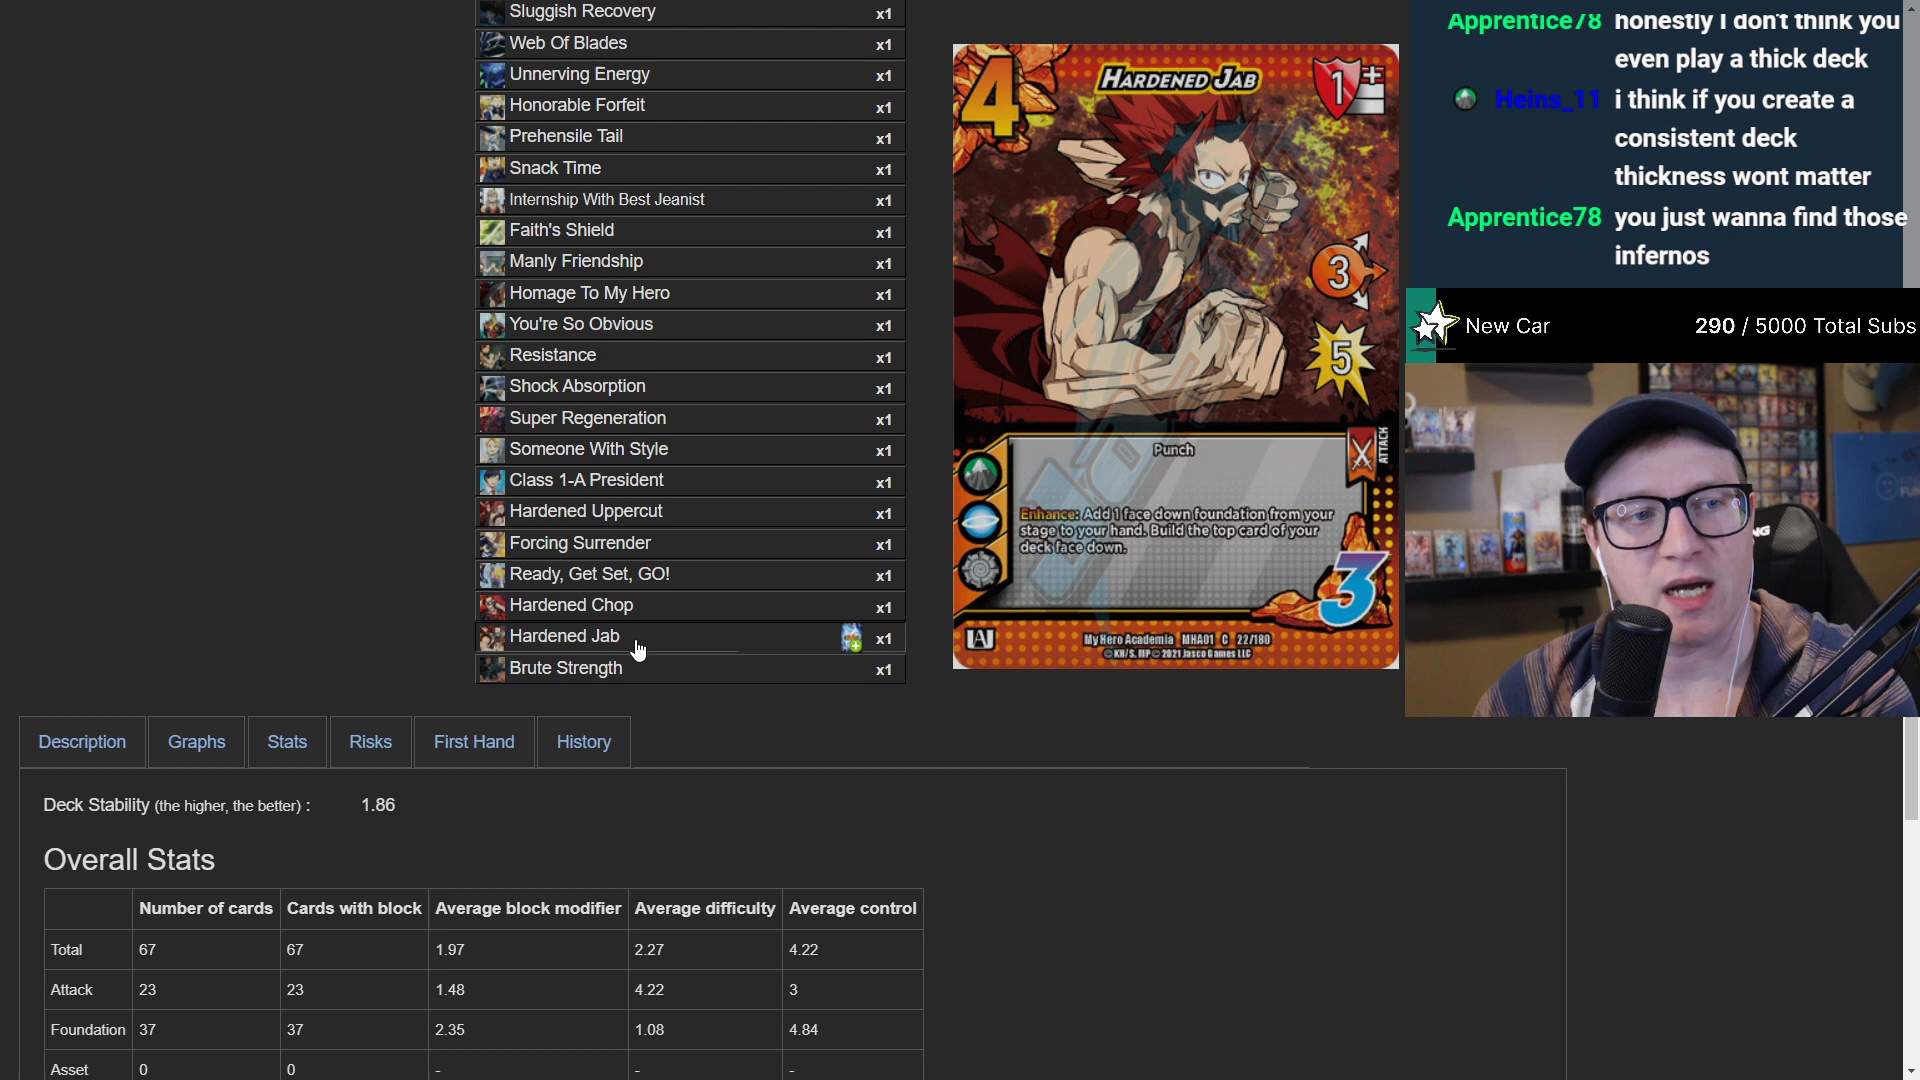 Sluggish Recovery x1
Web Of Blades x1
Unnerving Energy x1
Honorable Forfeit x1
Prehensile Tail x1
Snack Time x1
Internship With Best Jeanist x1
Faith's Shield x1
Manly Friendship x1
Homage To My Hero x1
You're So Obvious x1
Resistance x1
Shock Absorption x1
Super Regeneration x1
Someone With Style x1
Class 1-A President x1
Hardened Uppercut x1
Forcing Surrender x1
Ready, Get Set, GO! x1
Hardened Chop x1
Hardened Jab x1
Brute Strength x1
4
HARDENED JAB
1+
3
5
Punch
ATTACK
Enhance: Add 1 face down foundation from your
stage to your hand. Build the top card of your
deck face down.
3
My Hero Academia MHA01 C 22/180
©KH/S, MP © 2021 Jasco Games LLC
Apprentice78 honestly I don't think you
even play a thick deck
Heins_11 i think if you create a
consistent deck
thickness wont matter
Apprentice78 you just wanna find those
infernos
New Car 290 / 5000 Total Subs
Description Graphs Stats Risks First Hand History
Deck Stability (the higher, the better) : 1.86
Overall Stats
Number of cards Cards with block Average block modifier Average difficulty Average control
Total 67 67 1.97 2.27 4.22
Attack 23 23 1.48 4.22 3
Foundation 37 37 2.35 1.08 4.84
Asset 0 0 - - -